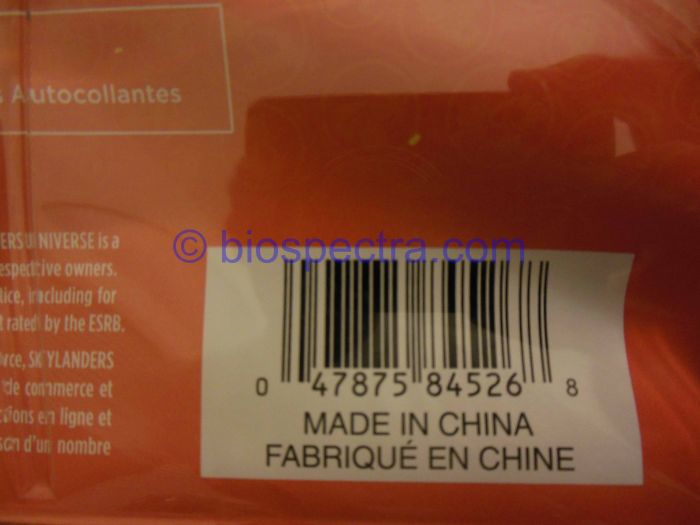 Autocollantes
UNIVERSE is a
© biospectra.com
respective owners.
including for
rated by the ESRB.
SKYLANDERS
de commerce et
en ligne et
d'un nombre
0 47875 84526 8
MADE IN CHINA
FABRIQUÉ EN CHINE